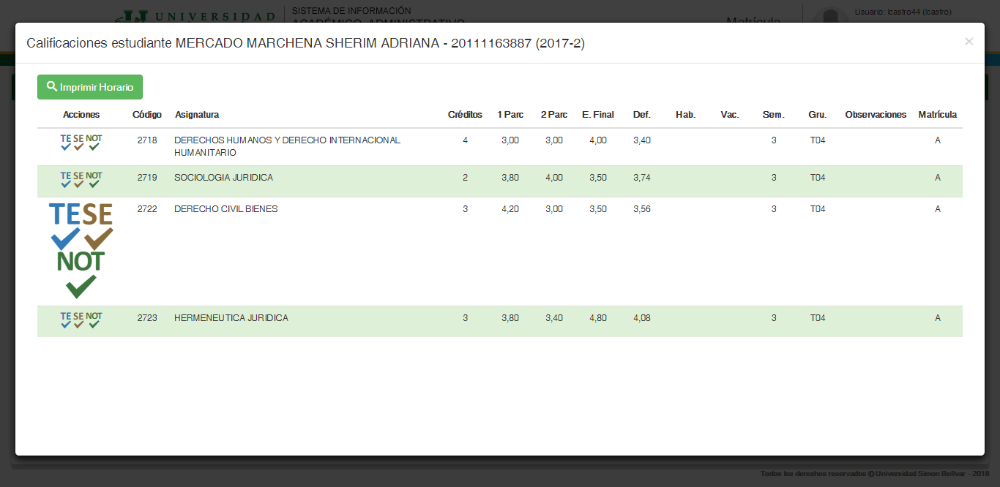 UNIVERSIDAD
SISTEMA DE INFORMACIÓN
ACADÉMICO ADMINISTRATIVO
Matrícula
Usuario: lcastro44 (lcastro)
Calificaciones estudiante MERCADO MARCHENA SHERIM ADRIANA - 20111163887 (2017-2)
×
Imprimir Horario
Acciones Código Asignatura Créditos 1 Parc 2 Parc E. Final Def. Hab. Vac. Sem. Gru. Observaciones Matrícula
TE SE NOT 2718 DERECHOS HUMANOS Y DERECHO INTERNACIONAL 4 3,00 3,00 4,00 3,40 3 T04 A
HUMANITARIO
TE SE NOT 2719 SOCIOLOGIA JURIDICA 2 3,80 4,00 3,50 3,74 3 T04 A
TE SE 2722 DERECHO CIVIL BIENES 3 4,20 3,00 3,50 3,56 3 T04 A
NOT
TE SE NOT 2723 HERMENEUTICA JURIDICA 3 3,80 3,40 4,80 4,08 3 T04 A
Todos los derechos reservados © Universidad Simon Bolivar - 2018